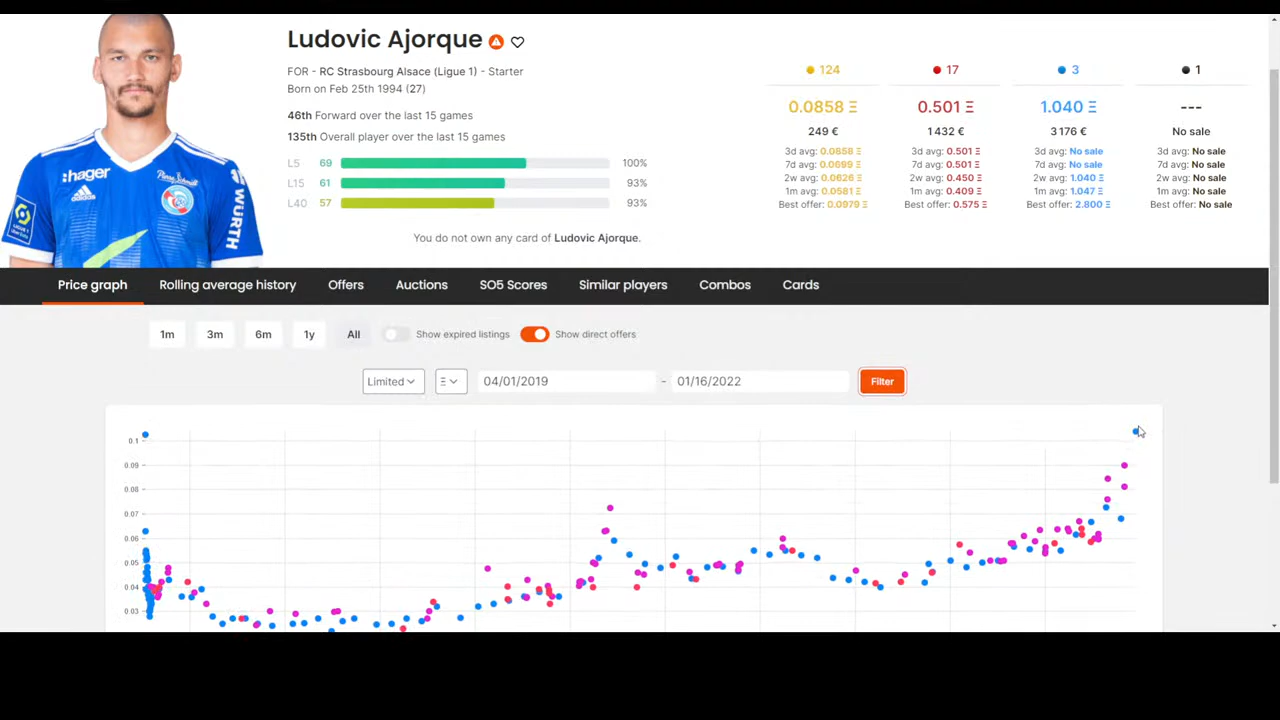 Ludovic Ajorque
FOR - RC Strasbourg Alsace (Ligue 1) - Starter
Born on Feb 25th 1994 (27)
46th Forward over the last 15 games
135th Overall player over the last 15 games
L5 69 100%
L15 61 93%
L40 57 93%
You do not own any card of Ludovic Ajorque.
124 17 3 1
0.0858 Ξ 0.501 Ξ 1.040 Ξ ---
249 € 1 432 € 3 176 € No sale
3d avg: 0.0858 Ξ 3d avg: 0.501 Ξ 3d avg: No sale 3d avg: No sale
7d avg: 0.0699 Ξ 7d avg: 0.501 Ξ 7d avg: No sale 7d avg: No sale
2w avg: 0.0626 Ξ 2w avg: 0.450 Ξ 2w avg: 1.040 Ξ 2w avg: No sale
1m avg: 0.0581 Ξ 1m avg: 0.409 Ξ 1m avg: 1.047 Ξ 1m avg: No sale
Best offer: 0.0979 Ξ Best offer: 0.575 Ξ Best offer: 2.800 Ξ Best offer: No sale
hager
Pierre Schmidt
adidas
WÜRTH
LIGUE 1
Price graph Rolling average history Offers Auctions SO5 Scores Similar players Combos Cards
1m 3m 6m 1y All Show expired listings Show direct offers
Limited Ξ 04/01/2019 - 01/16/2022 Filter
0.1
0.09
0.08
0.07
0.06
0.05
0.04
0.03